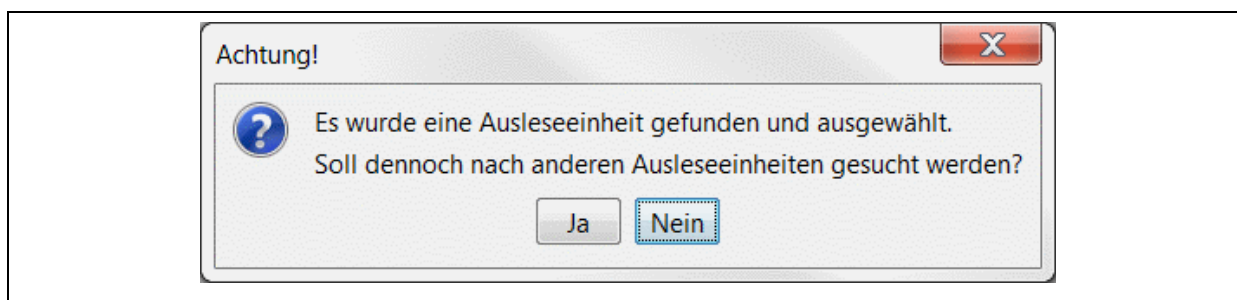 Achtung!
Es wurde eine Ausleseeinheit gefunden und ausgewählt.
Soll dennoch nach anderen Ausleseeinheiten gesucht werden?
Ja Nein